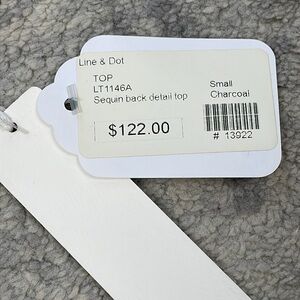 Line & Dot
TOP
LT1146A
Sequin back detail top
Small
Charcoal
$122.00
# 13922